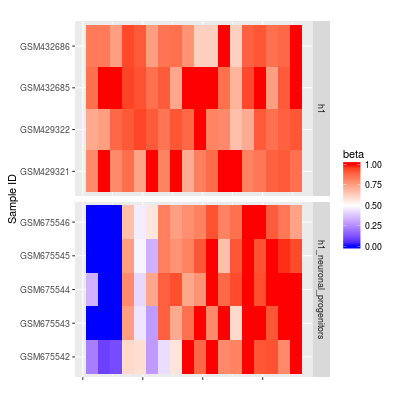 GSM432686
GSM432685
GSM429322
GSM429321
h1
GSM675546
GSM675545
GSM675544
GSM675543
GSM675542
h1_neuronal_progenitors
Sample ID
beta
1.00
0.75
0.50
0.25
0.00